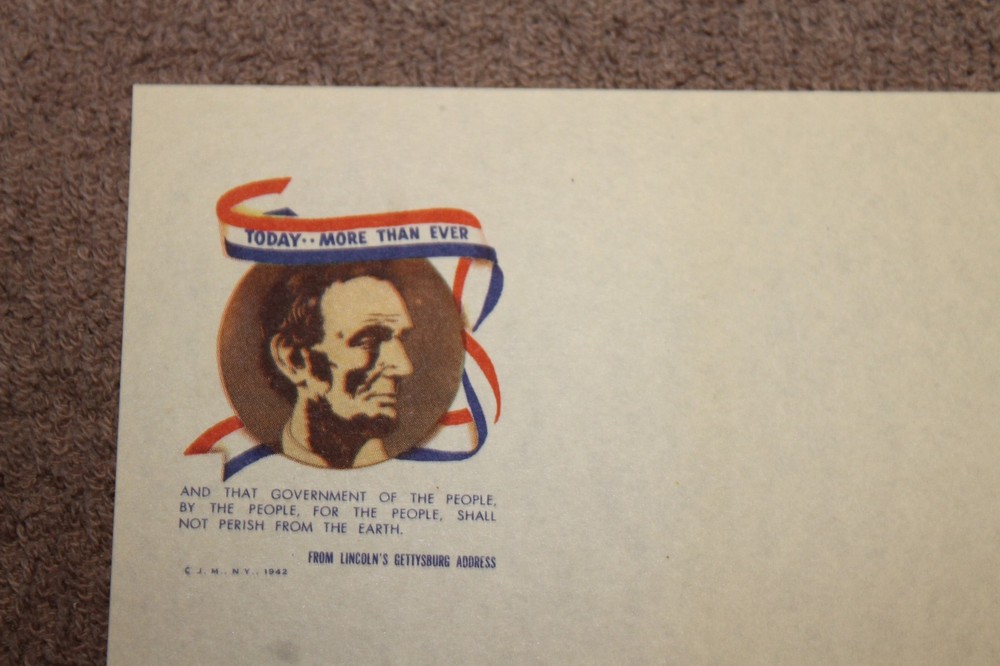 TODAY·· MORE THAN EVER
AND THAT GOVERNMENT OF THE PEOPLE,
BY THE PEOPLE, FOR THE PEOPLE, SHALL
NOT PERISH FROM THE EARTH.
FROM LINCOLN'S GETTYSBURG ADDRESS
C J. M., N.Y., 1942